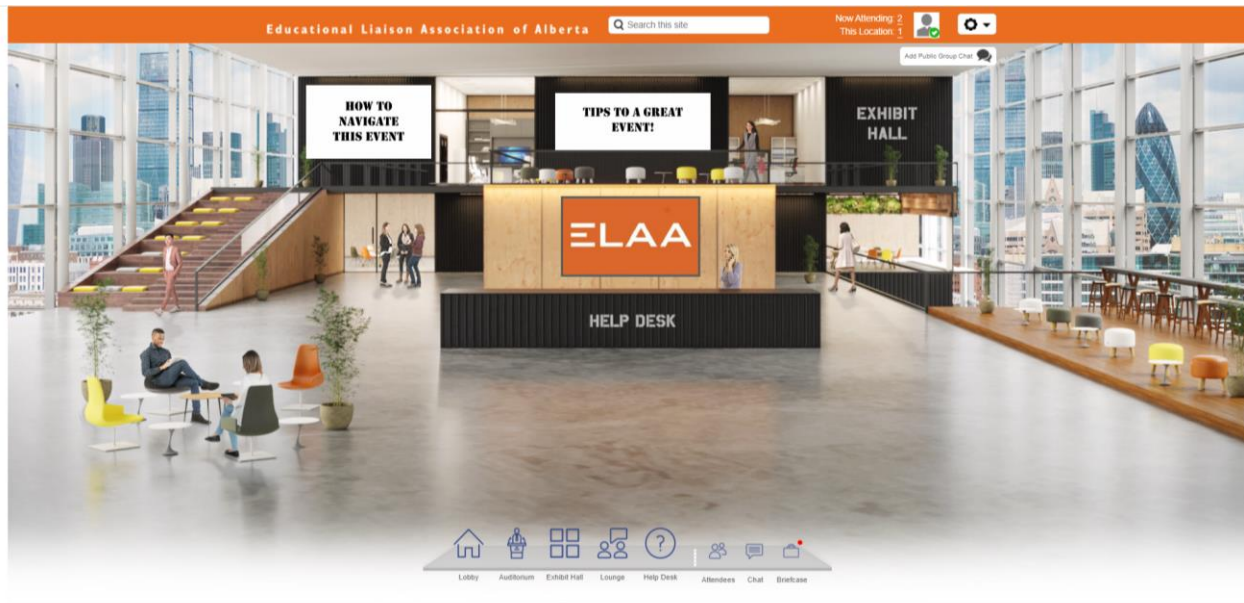 Educational Liaison Association of Alberta
Search this site
Now Attending: 2
This Location: 1
Add Public Group Chat
HOW TO
NAVIGATE
THIS EVENT
TIPS TO A GREAT
EVENT!
EXHIBIT
HALL
ELAA
HELP DESK
Lobby
Auditorium
Exhibit Hall
Lounge
Help Desk
Attendees
Chat
Briefcase